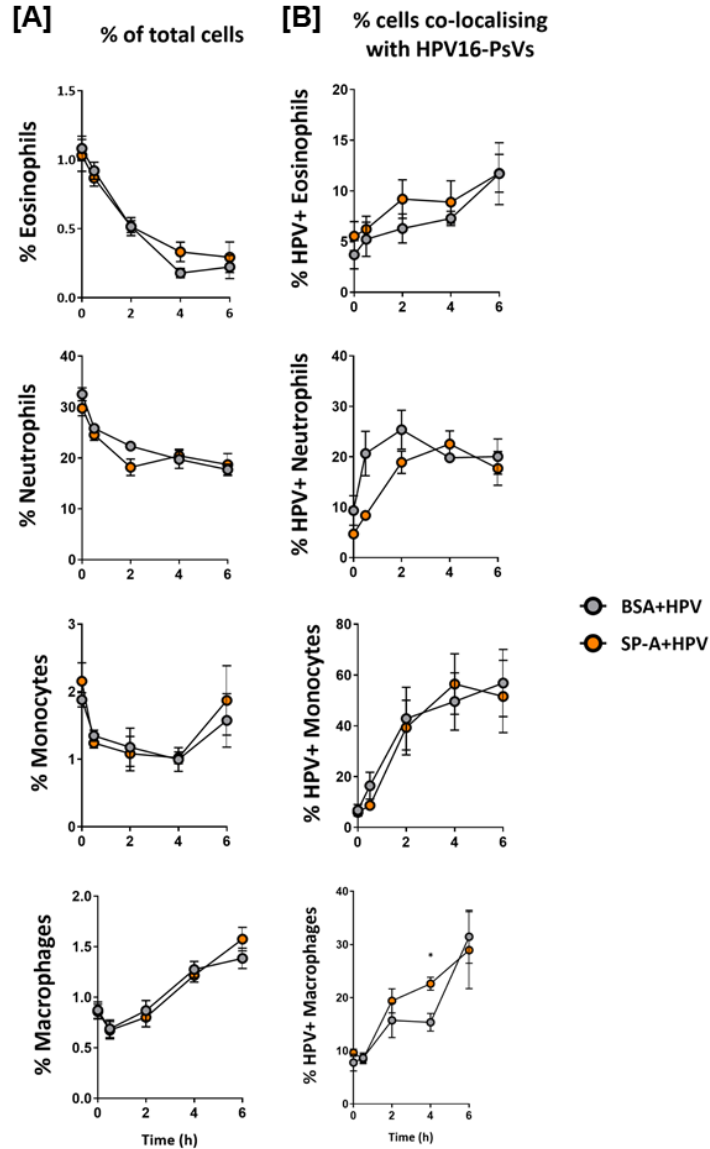 [A]
% of total cells
[B]
% cells co-localising
with HPV16-PsVs
% Eosinophils
1.5
1.0
0.5
0.0
0 2 4 6
% HPV+ Eosinophils
20
15
10
5
0
0 2 4 6
% Neutrophils
40
30
20
10
0
0 2 4 6
% HPV+ Neutrophils
40
30
20
10
0
0 2 4 6
% Monocytes
3
2
1
0
0 2 4 6
% HPV+ Monocytes
80
60
40
20
0
0 2 4 6
BSA+HPV
SP-A+HPV
% Macrophages
2.0
1.5
1.0
0.5
0.0
0 2 4 6
Time (h)
% HPV+ Macrophages
40
30
20
10
0
*
0 2 4 6
Time (h)